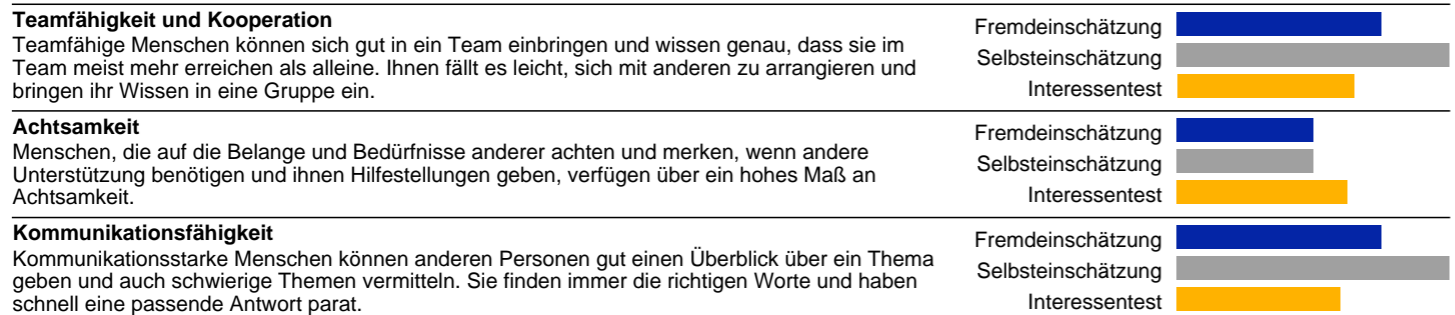 Teamfähigkeit und Kooperation
Teamfähige Menschen können sich gut in ein Team einbringen und wissen genau, dass sie im
Team meist mehr erreichen als alleine. Ihnen fällt es leicht, sich mit anderen zu arrangieren und
bringen ihr Wissen in eine Gruppe ein.
Fremdeinschätzung
Selbsteinschätzung
Interessentest
Achtsamkeit
Menschen, die auf die Belange und Bedürfnisse anderer achten und merken, wenn andere
Unterstützung benötigen und ihnen Hilfestellungen geben, verfügen über ein hohes Maß an
Achtsamkeit.
Fremdeinschätzung
Selbsteinschätzung
Interessentest
Kommunikationsfähigkeit
Kommunikationsstarke Menschen können anderen Personen gut einen Überblick über ein Thema
geben und auch schwierige Themen vermitteln. Sie finden immer die richtigen Worte und haben
schnell eine passende Antwort parat.
Fremdeinschätzung
Selbsteinschätzung
Interessentest